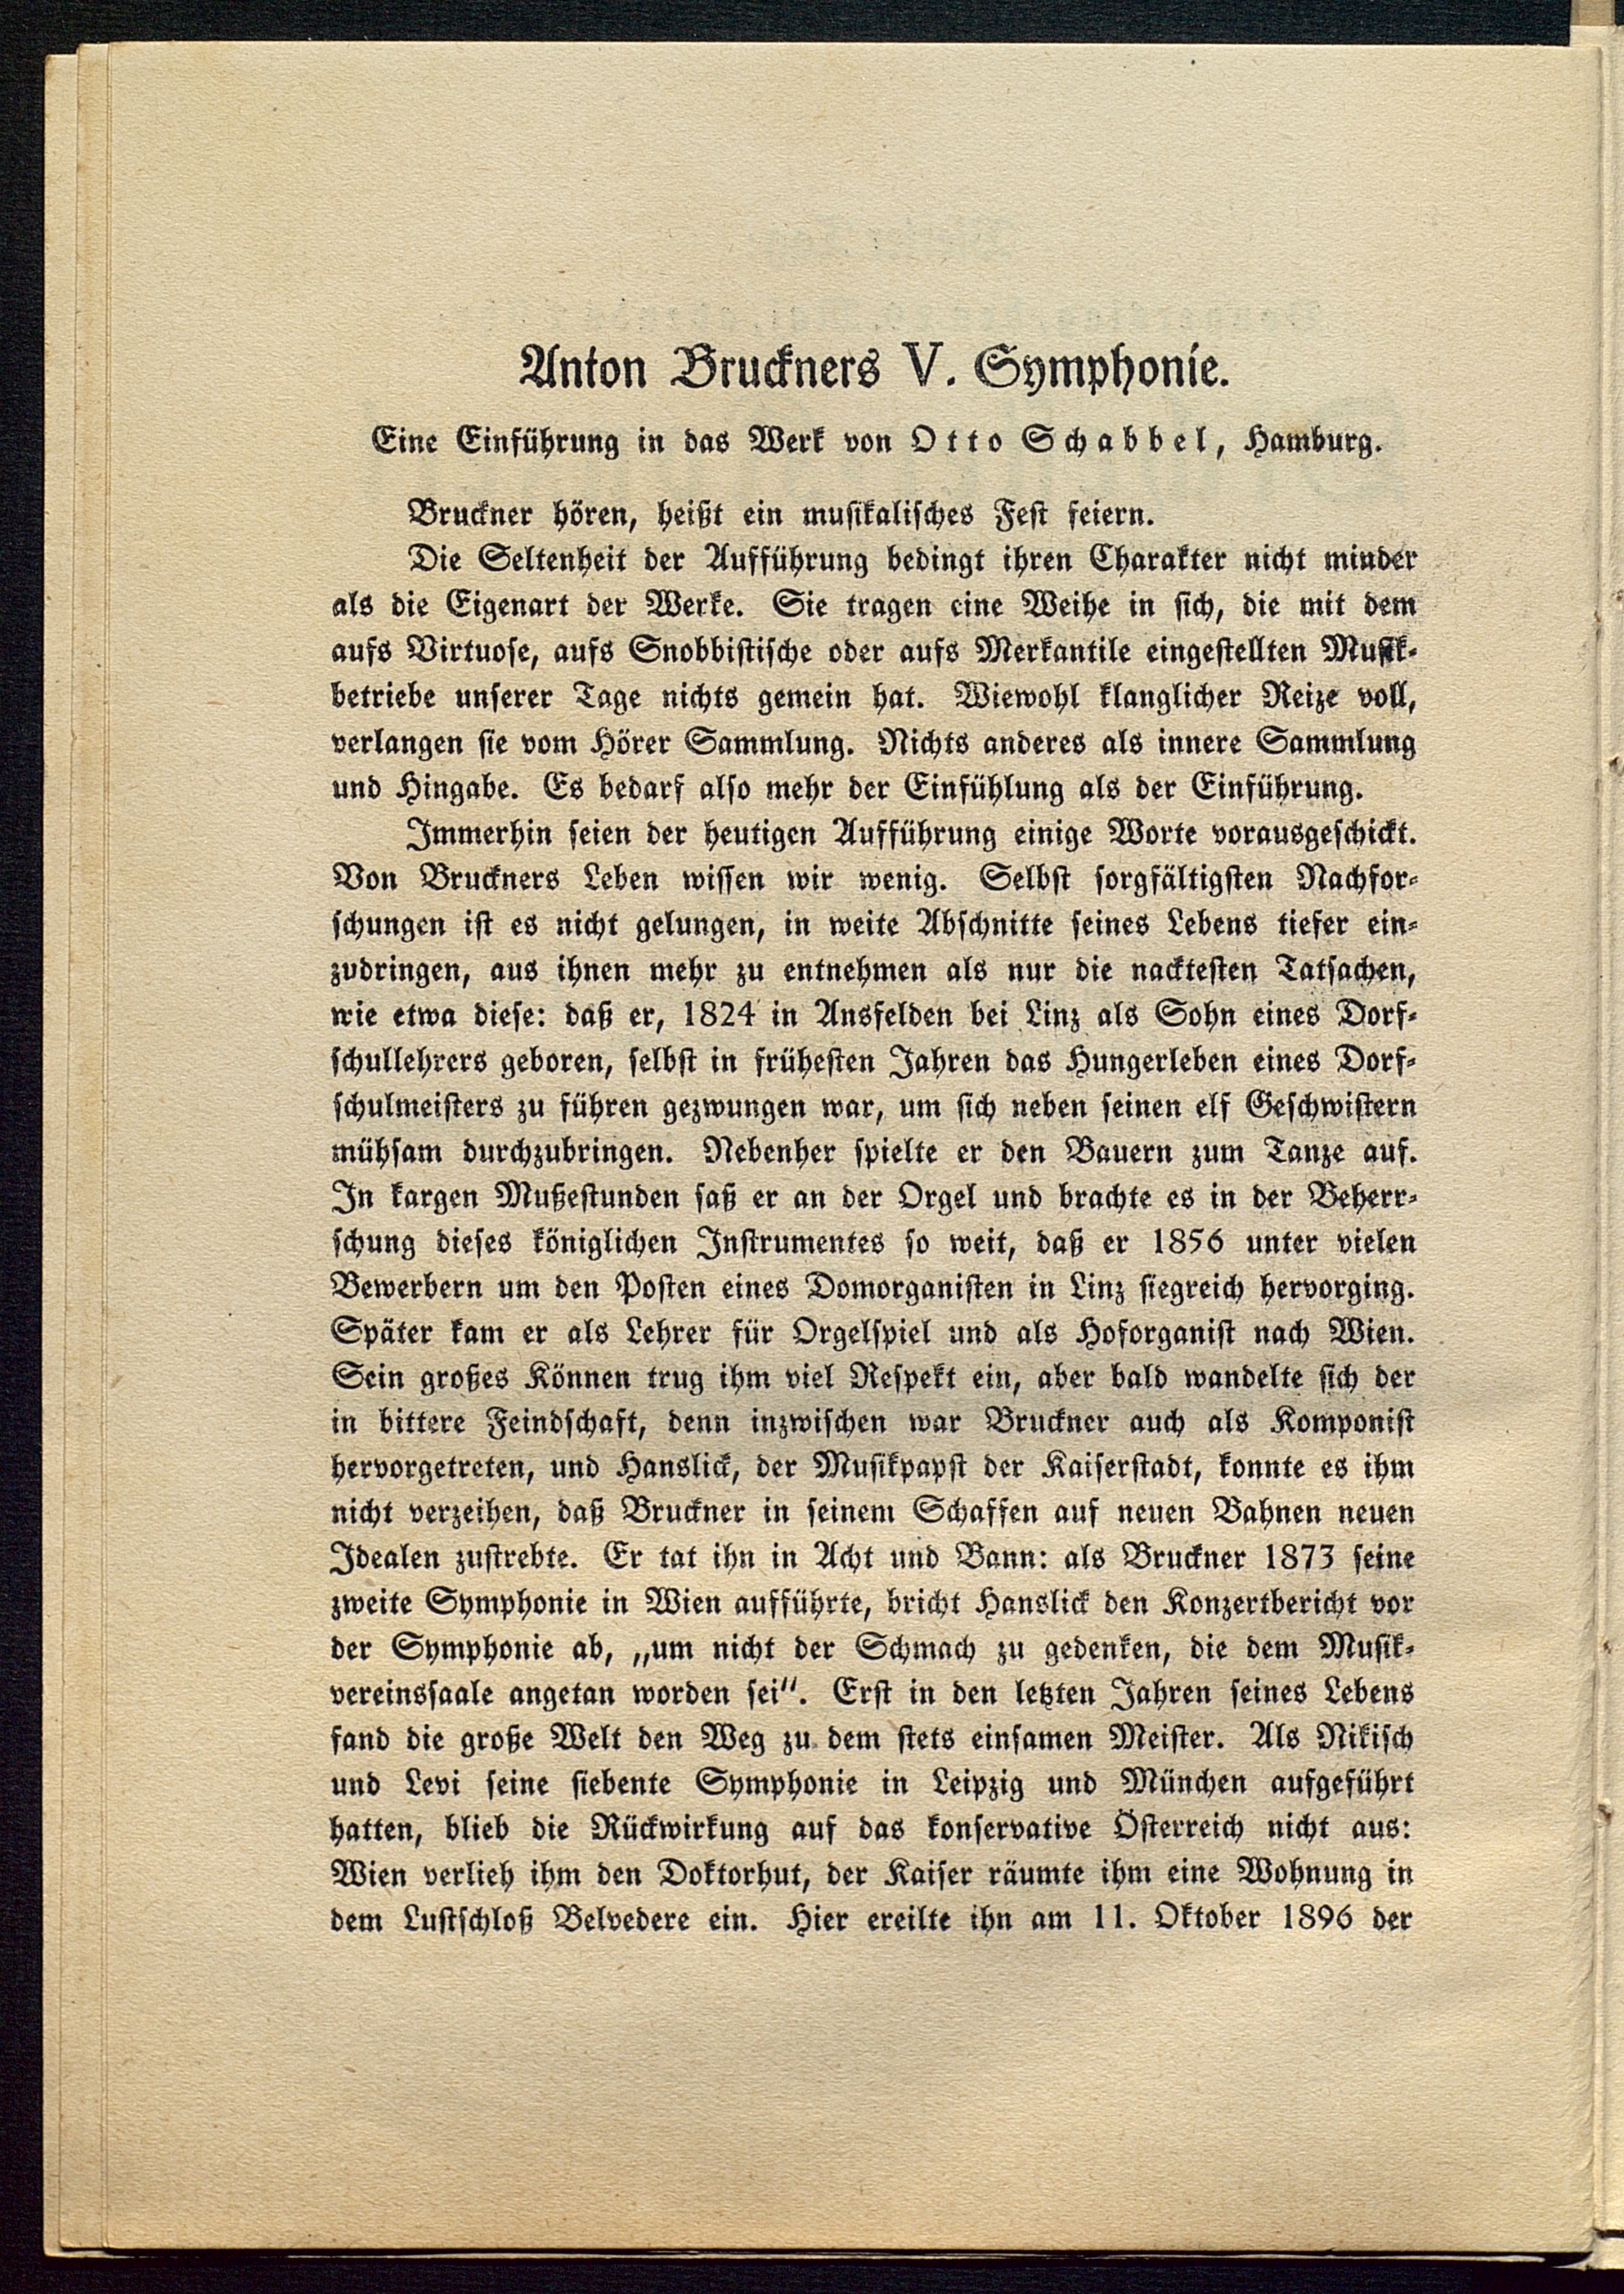 Anton Bruckners V. Symphonie.
Eine Einführung in das Werk von Otto Schabbel, Hamburg.
Bruckner hören, heißt ein musikalisches Fest feiern.
Die Seltenheit der Aufführung bedingt ihren Charakter nicht minder
als die Eigenart der Werke. Sie tragen eine Weihe in sich, die mit dem
aufs Virtuose, aufs Snobbistische oder aufs Merkantile eingestellten Musik-
betriebe unserer Tage nichts gemein hat. Wiewohl klanglicher Reize voll,
verlangen sie vom Hörer Sammlung. Nichts anderes als innere Sammlung
und Hingabe. Es bedarf also mehr der Einfühlung als der Einführung.
Immerhin seien der heutigen Aufführung einige Worte vorausgeschickt.
Von Bruckners Leben wissen wir wenig. Selbst sorgfältigsten Nachfor-
schungen ist es nicht gelungen, in weite Abschnitte seines Lebens tiefer ein-
zudringen, aus ihnen mehr zu entnehmen als nur die nacktesten Tatsachen,
wie etwa diese: daß er, 1824 in Ansfelden bei Linz als Sohn eines Dorf-
schullehrers geboren, selbst in frühesten Jahren das Hungerleben eines Dorf-
schulmeisters zu führen gezwungen war, um sich neben seinen elf Geschwistern
mühsam durchzubringen. Nebenher spielte er den Bauern zum Tanze auf.
In kargen Mußestunden saß er an der Orgel und brachte es in der Beherr-
schung dieses königlichen Instrumentes so weit, daß er 1856 unter vielen
Bewerbern um den Posten eines Domorganisten in Linz siegreich hervorging.
Später kam er als Lehrer für Orgelspiel und als Hoforganist nach Wien.
Sein großes Können trug ihm viel Respekt ein, aber bald wandelte sich der
in bittere Feindschaft, denn inzwischen war Bruckner auch als Komponist
hervorgetreten, und Hanslick, der Musikpapst der Kaiserstadt, konnte es ihm
nicht verzeihen, daß Bruckner in seinem Schaffen auf neuen Bahnen neuen
Idealen zustrebte. Er tat ihn in Acht und Bann: als Bruckner 1873 seine
zweite Symphonie in Wien aufführte, bricht Hanslick den Konzertbericht vor
der Symphonie ab, „um nicht der Schmach zu gedenken, die dem Musik-
vereinssaale angetan worden sei“. Erst in den letzten Jahren seines Lebens
fand die große Welt den Weg zu dem stets einsamen Meister. Als Nikisch
und Levi seine siebente Symphonie in Leipzig und München aufgeführt
hatten, blieb die Rückwirkung auf das konservative Österreich nicht aus:
Wien verlieh ihm den Doktorhut, der Kaiser räumte ihm eine Wohnung in
dem Lustschloß Belvedere ein. Hier ereilte ihn am 11. Oktober 1896 der